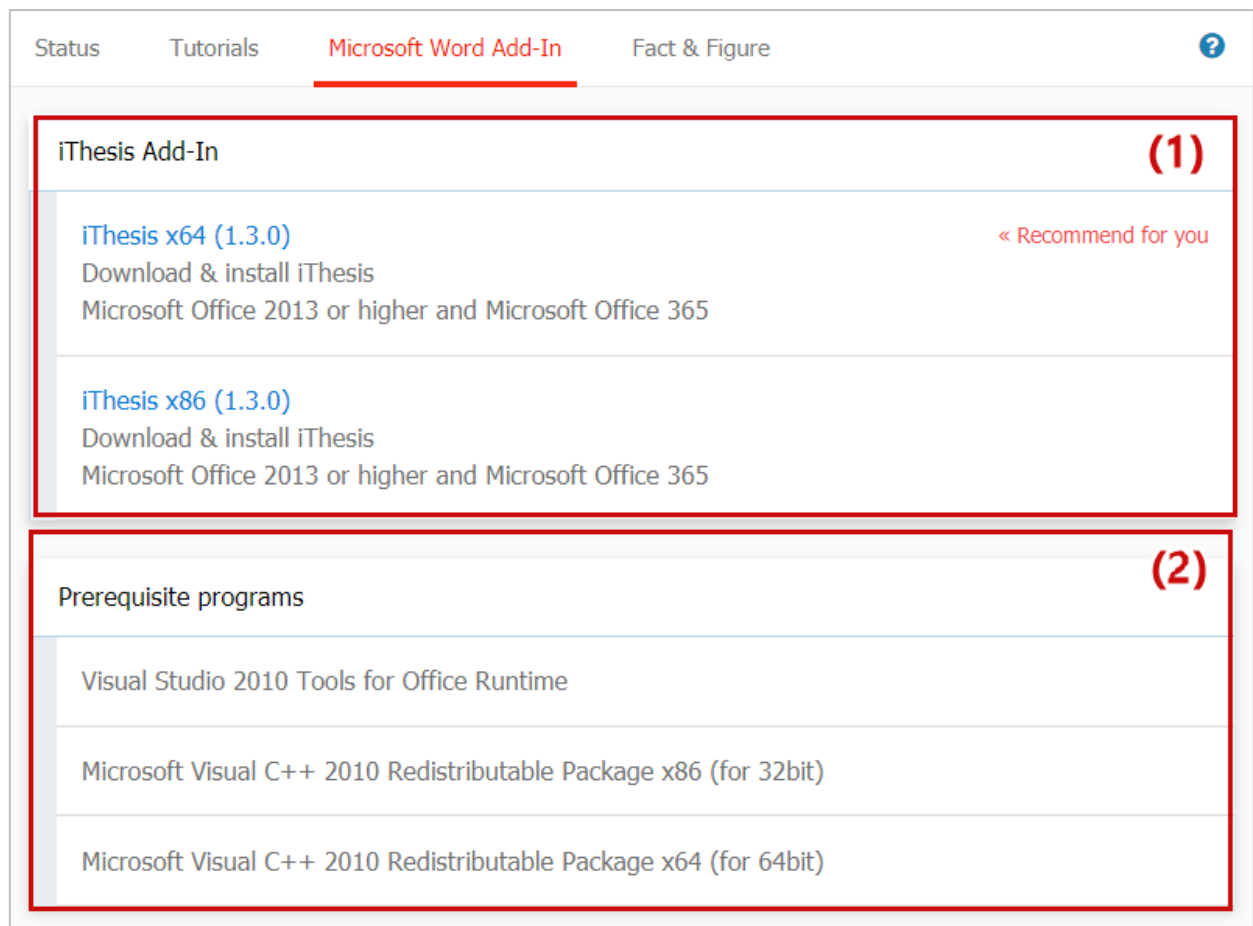 Status Tutorials Microsoft Word Add-In Fact & Figure ?
iThesis Add-In (1)
iThesis x64 (1.3.0) « Recommend for you
Download & install iThesis
Microsoft Office 2013 or higher and Microsoft Office 365
iThesis x86 (1.3.0)
Download & install iThesis
Microsoft Office 2013 or higher and Microsoft Office 365
(2)
Prerequisite programs
Visual Studio 2010 Tools for Office Runtime
Microsoft Visual C++ 2010 Redistributable Package x86 (for 32bit)
Microsoft Visual C++ 2010 Redistributable Package x64 (for 64bit)